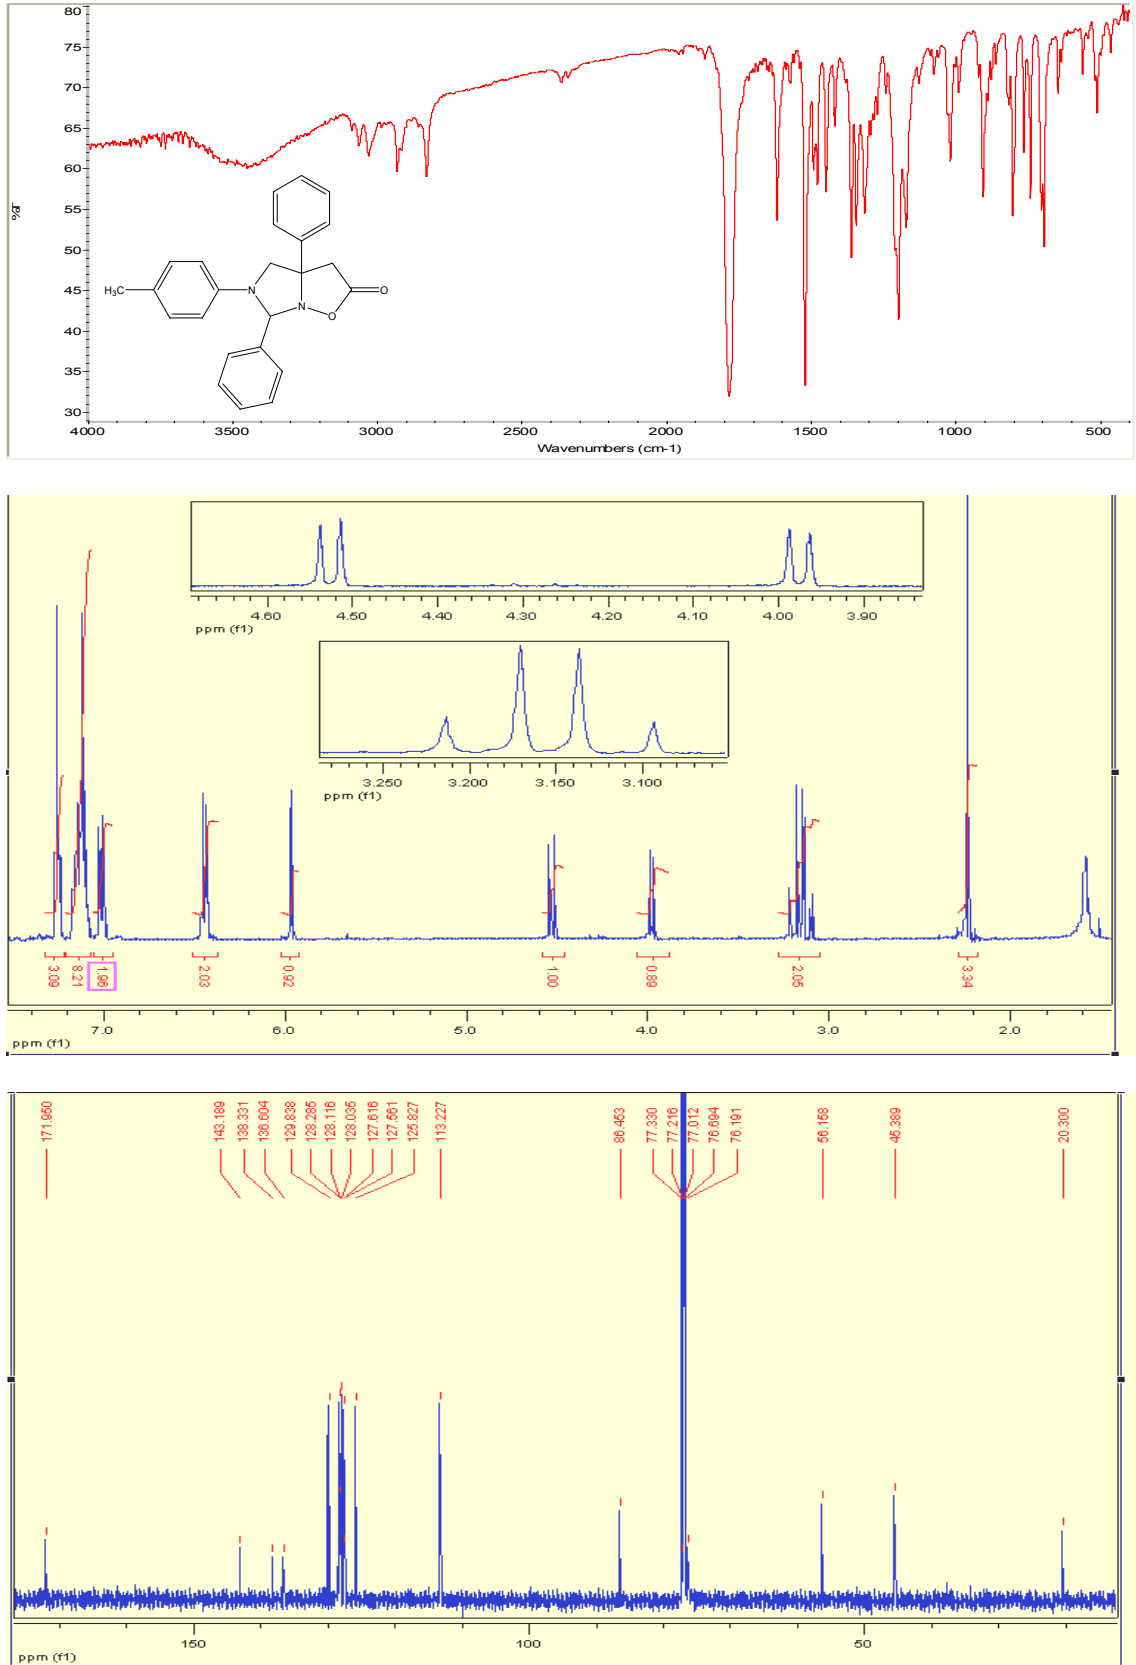 80
75
70
65
60
55
50
45
40
35
30
%T
4000 3500 3000 2500 2000 1500 1000 500
Wavenumbers (cm-1)
H₃C
N
N
O
O
4.60 4.50 4.40 4.30 4.20 4.10 4.00 3.90
ppm (f1)
3.250 3.200 3.150 3.100
ppm (f1)
3.09 8.21 1.96 2.03 0.92 1.00 0.89 2.05 3.34
7.0 6.0 5.0 4.0 3.0 2.0
ppm (f1)
171.950 143.189 138.331 136.604 129.838 128.285 128.116 128.035 127.616 127.561 125.827 113.227 86.453 77.330 77.216 77.012 76.694 76.191 56.158 45.389 20.300
150 100 50
ppm (f1)